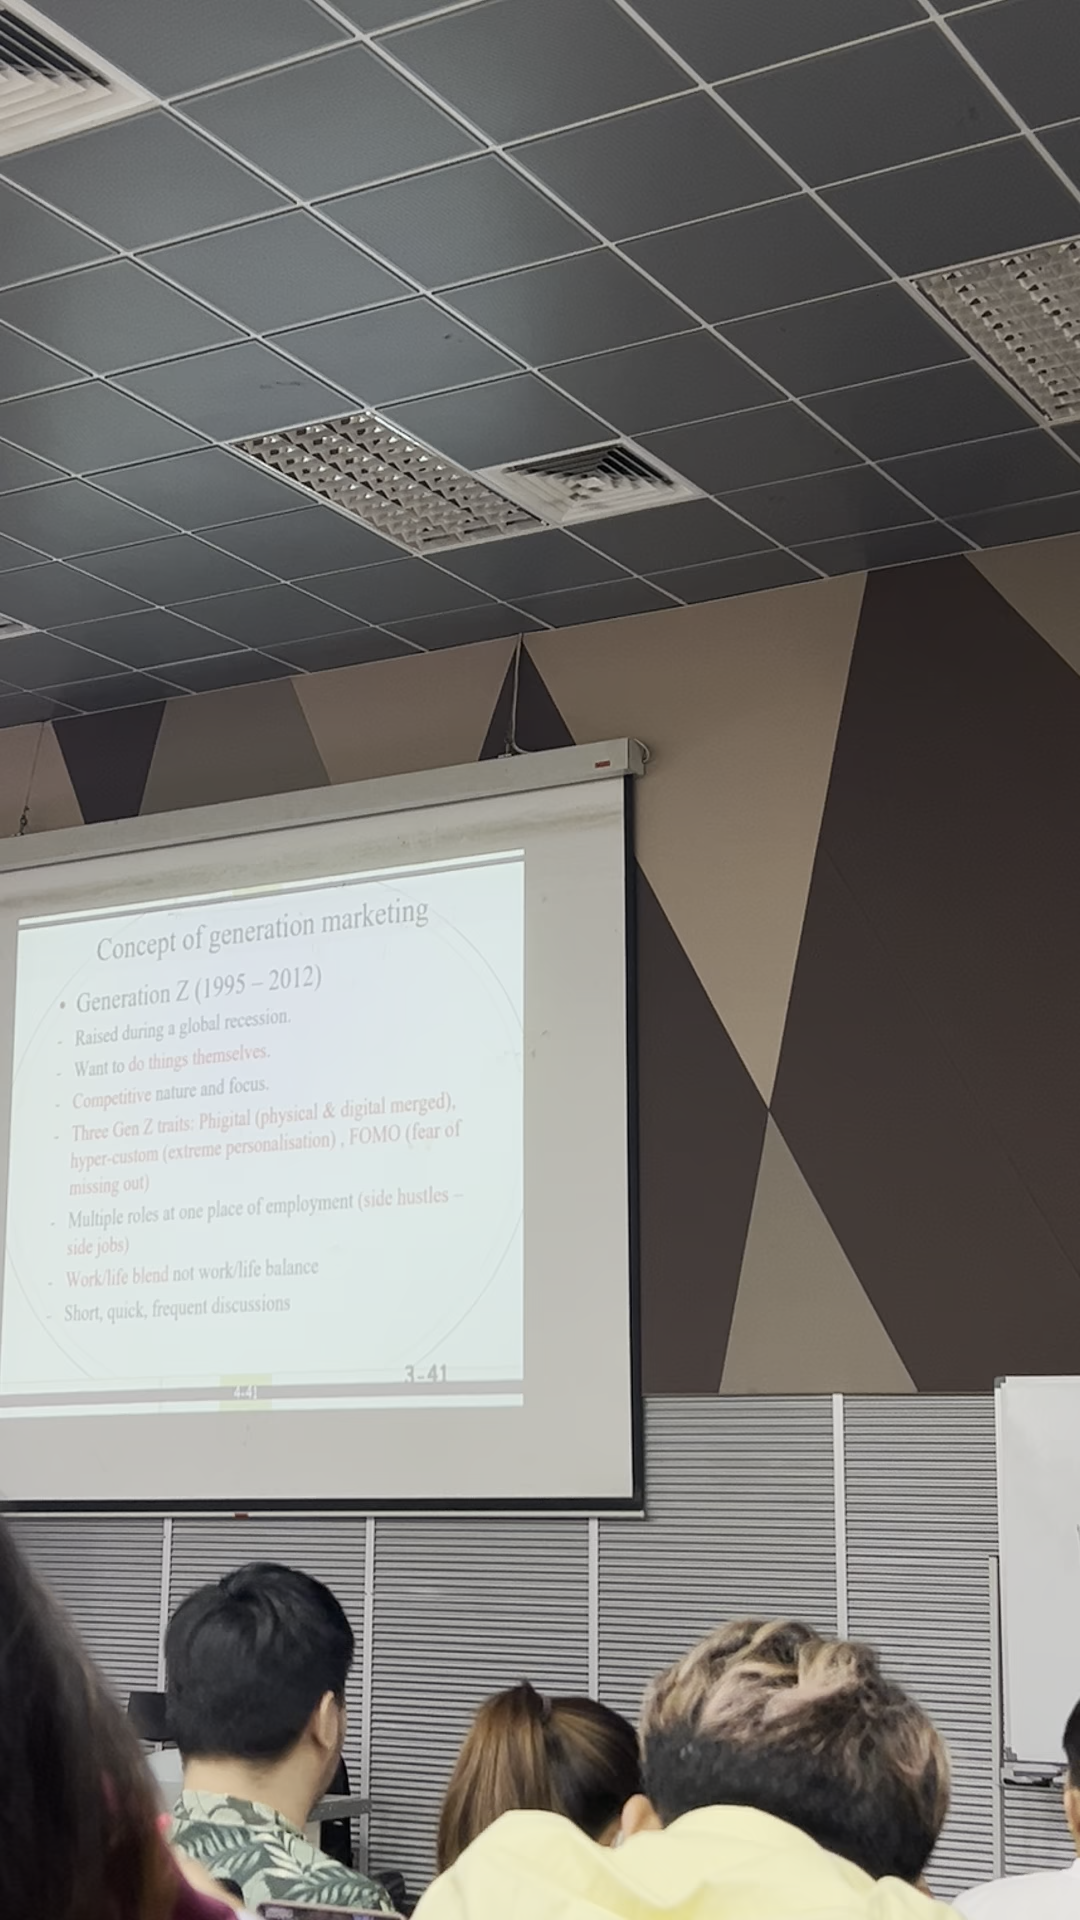 Concept of generation marketing
• Generation Z (1995 – 2012)
- Raised during a global recession.
- Want to do things themselves.
- Competitive nature and focus.
- Three Gen Z traits: Phigital (physical & digital merged),
hyper-custom (extreme personalisation) , FOMO (fear of
missing out)
- Multiple roles at one place of employment (side hustles –
side jobs)
- Work/life blend not work/life balance
- Short, quick, frequent discussions
3-41
4-41